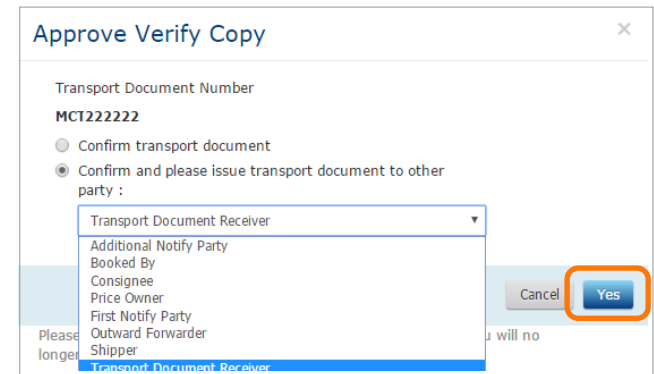 Approve Verify Copy ×
Transport Document Number
MCT222222
Confirm transport document
Confirm and please issue transport document to other
party :
Transport Document Receiver
Additional Notify Party
Booked By
Consignee
Price Owner
First Notify Party
Outward Forwarder
Shipper
Transport Document Receiver
Cancel Yes
Please will no
longer